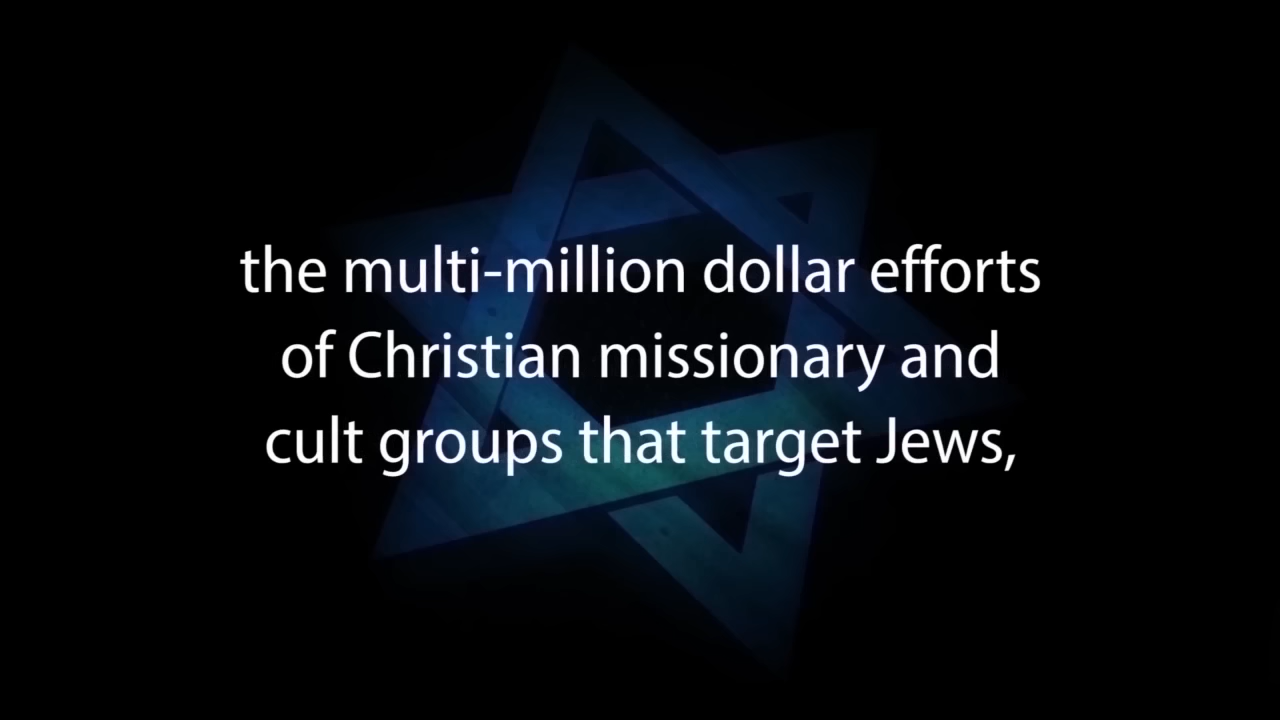 the multi-million dollar efforts
of Christian missionary and
cult groups that target Jews,